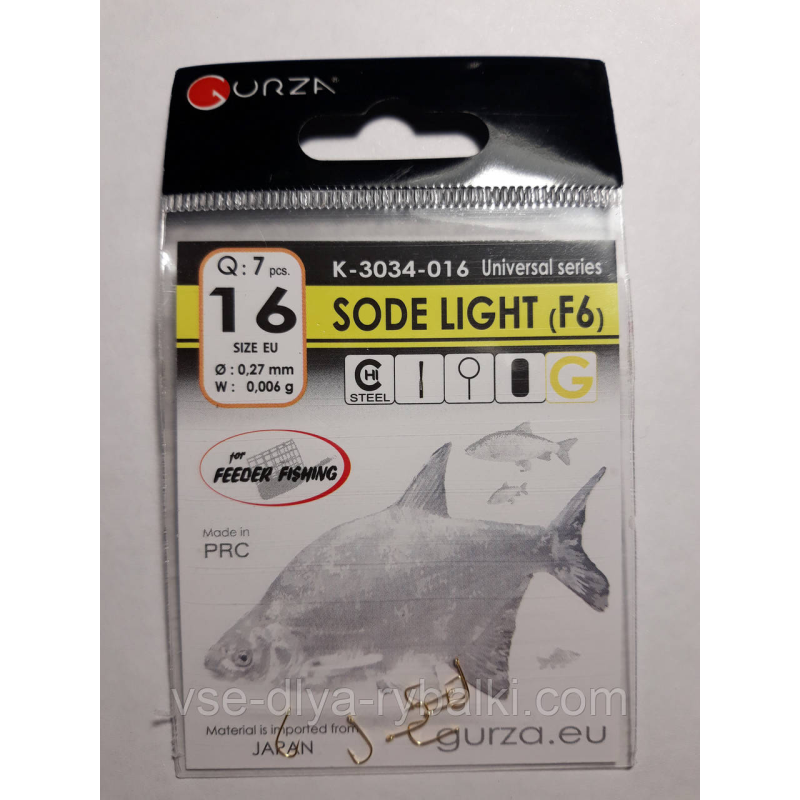 GURZA®
Q: 7 pcs.
16
SIZE EU
Ø : 0,27 mm
W : 0,006 g
K-3034-016 Universal series
SODE LIGHT (F6)
C HI
STEEL
G
for
FEEDER FISHING
Made in
PRC
vse-dlya-rybalki.com
Material is imported from
JAPAN
gurza.eu